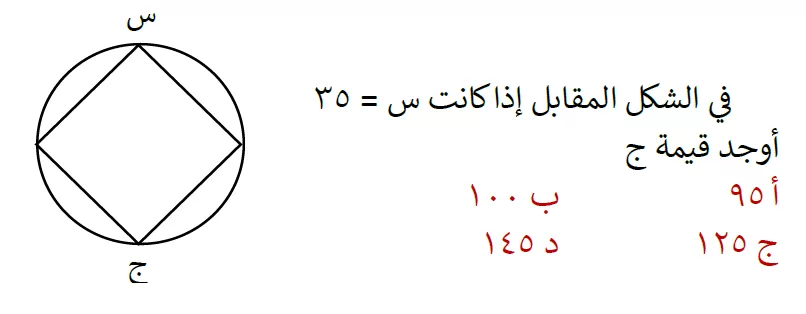 س
في الشكل المقابل إذا كانت س = ٣٥
أوجد قيمة ج
أ ٩٥ ب ١٠٠
ج ١٢٥ د ١٤٥
ج